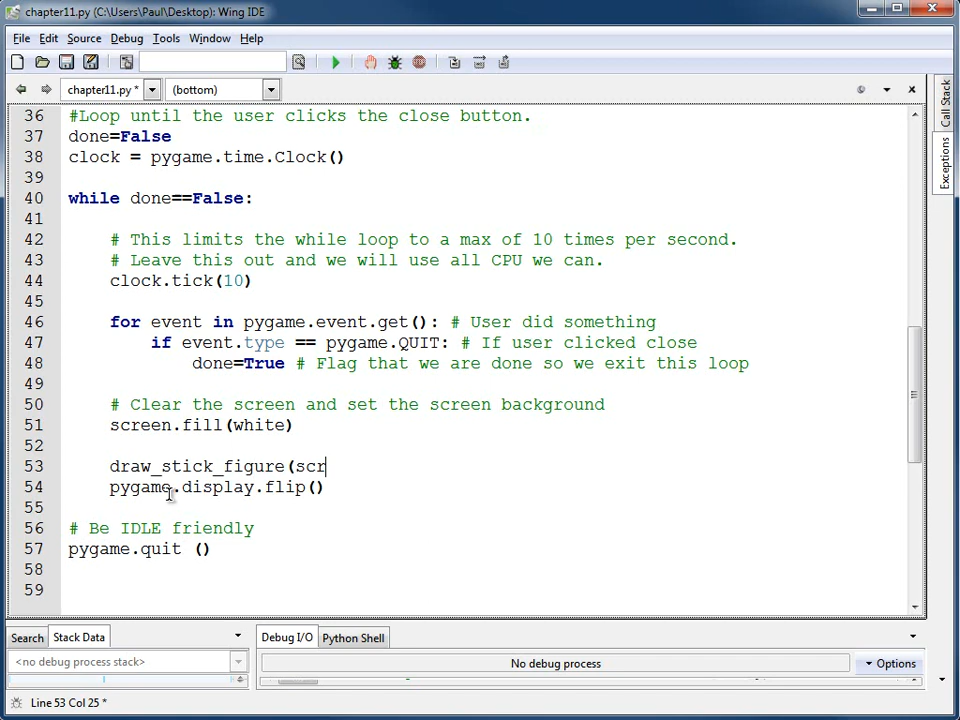 chapter11.py (C:\Users\Paul\Desktop): Wing IDE
File Edit Source Debug Tools Window Help
chapter11.py * (bottom)
Call Stack
Exceptions
36 #Loop until the user clicks the close button.
37 done=False
38 clock = pygame.time.Clock()
39
40 while done==False:
41
42 # This limits the while loop to a max of 10 times per second.
43 # Leave this out and we will use all CPU we can.
44 clock.tick(10)
45
46 for event in pygame.event.get(): # User did something
47 if event.type == pygame.QUIT: # If user clicked close
48 done=True # Flag that we are done so we exit this loop
49
50 # Clear the screen and set the screen background
51 screen.fill(white)
52
53 draw_stick_figure(scr
54 pygame.display.flip()
55
56 # Be IDLE friendly
57 pygame.quit ()
58
59
Search Stack Data Debug I/O Python Shell
<no debug process stack> No debug process Options
Line 53 Col 25 *